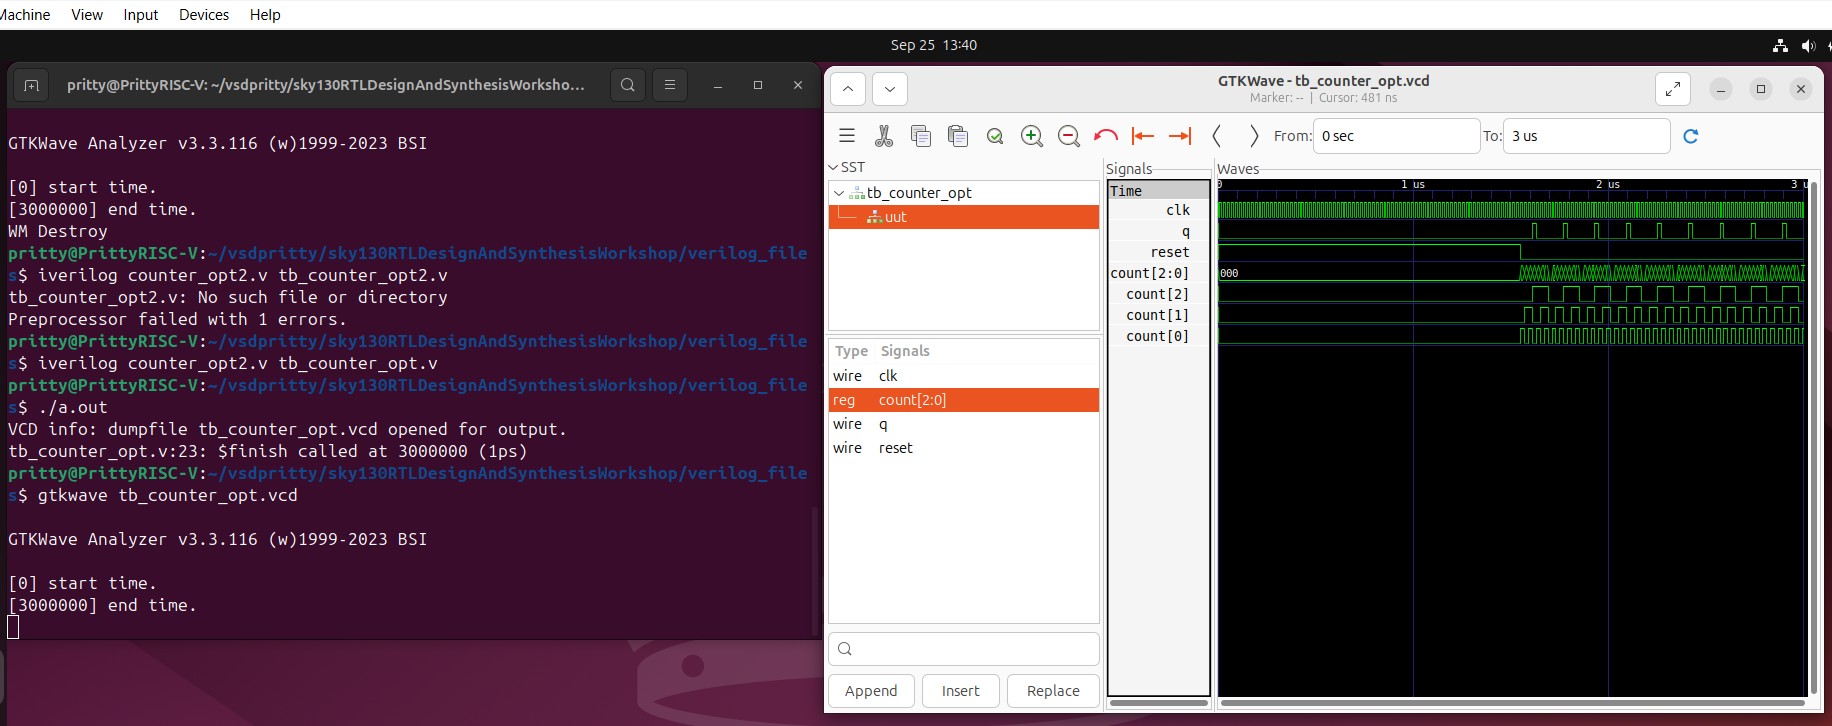 Machine View Input Devices Help
Sep 25 13:40
pritty@PrittyRISC-V: ~/vsdpritty/sky130RTLDesignAndSynthesisWorksho...
GTKWave Analyzer v3.3.116 (w)1999-2023 BSI
[0] start time.
[3000000] end time.
WM Destroy
pritty@PrittyRISC-V:~/vsdpritty/sky130RTLDesignAndSynthesisWorkshop/verilog_file
s$ iverilog counter_opt2.v tb_counter_opt2.v
tb_counter_opt2.v: No such file or directory
Preprocessor failed with 1 errors.
pritty@PrittyRISC-V:~/vsdpritty/sky130RTLDesignAndSynthesisWorkshop/verilog_file
s$ iverilog counter_opt2.v tb_counter_opt.v
pritty@PrittyRISC-V:~/vsdpritty/sky130RTLDesignAndSynthesisWorkshop/verilog_file
s$ ./a.out
VCD info: dumpfile tb_counter_opt.vcd opened for output.
tb_counter_opt.v:23: $finish called at 3000000 (1ps)
pritty@PrittyRISC-V:~/vsdpritty/sky130RTLDesignAndSynthesisWorkshop/verilog_file
s$ gtkwave tb_counter_opt.vcd
GTKWave Analyzer v3.3.116 (w)1999-2023 BSI
[0] start time.
[3000000] end time.
GTKWave - tb_counter_opt.vcd
Marker: -- | Cursor: 481 ns
From: 0 sec To: 3 us
SST
tb_counter_opt
uut
Type Signals
wire clk
reg count[2:0]
wire q
wire reset
Append Insert Replace
Signals
Time
clk
q
reset
count[2:0]
count[2]
count[1]
count[0]
Waves
0 1 us 2 us 3 u
000